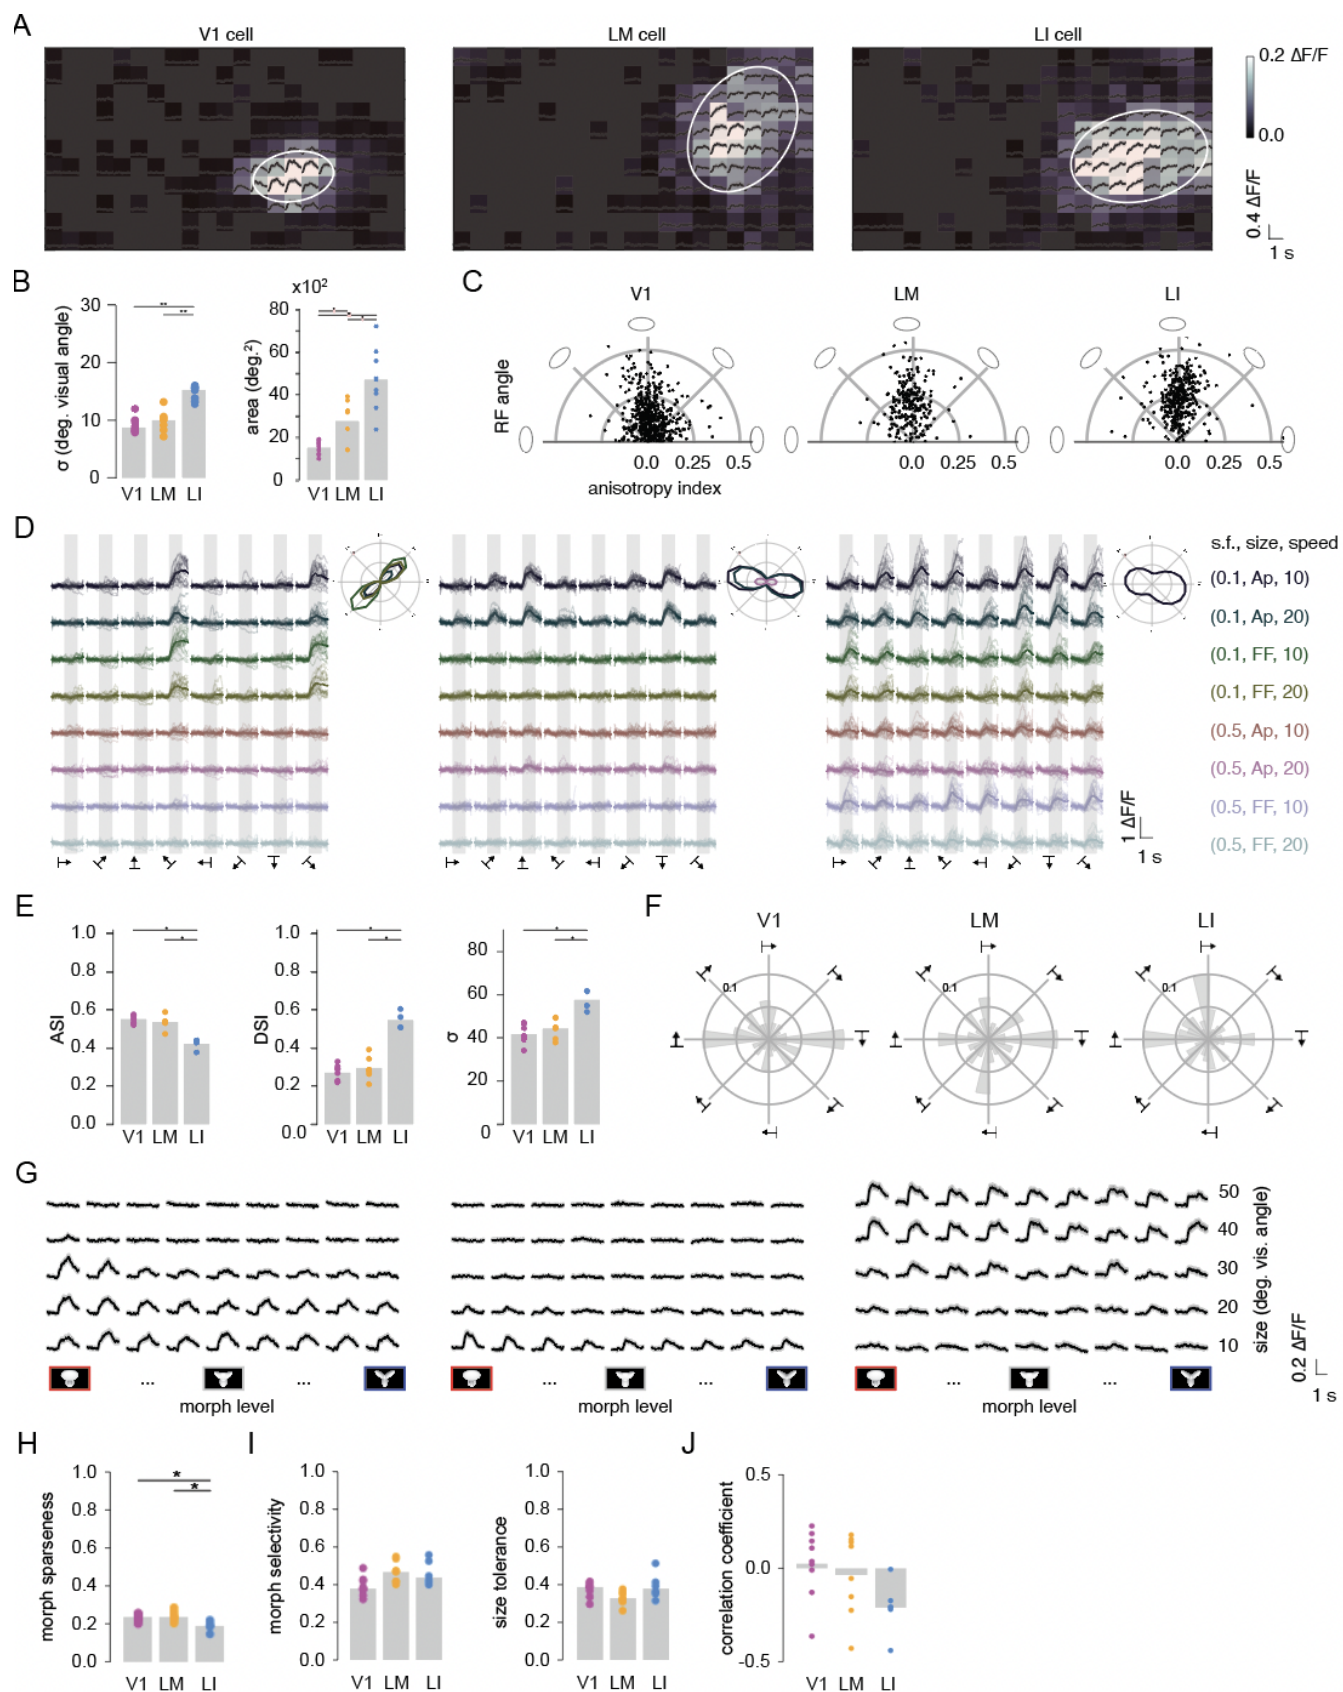 A
V1 cell
LM cell
LI cell
0.2 ΔF/F
0.0
0.4 ΔF/F
1 s
B
σ (deg. visual angle)
30
20
10
0
V1 LM LI
**
**
x10²
area (deg.²)
80
60
40
20
0
V1 LM LI
C
V1
LM
LI
RF angle
0.0 0.25 0.5
0.0 0.25 0.5
0.0 0.25 0.5
anisotropy index
D
s.f., size, speed
(0.1, Ap, 10)
(0.1, Ap, 20)
(0.1, FF, 10)
(0.1, FF, 20)
(0.5, Ap, 10)
(0.5, Ap, 20)
(0.5, FF, 10)
(0.5, FF, 20)
1 ΔF/F
1 s
E
ASI
1.0
0.8
0.6
0.4
0.2
0.0
V1 LM LI
DSI
1.0
0.8
0.6
0.4
0.2
0.0
V1 LM LI
σ
80
60
40
20
0
V1 LM LI
F
V1
LM
LI
0.1
0.1
0.1
G
50
40
30
20
10
size (deg. vis. angle)
0.2 ΔF/F
1 s
... ...
... ...
... ...
morph level
morph level
morph level
H
morph sparseness
1.0
0.8
0.6
0.4
0.2
0.0
*
*
V1 LM LI
I
morph selectivity
1.0
0.8
0.6
0.4
0.2
0.0
V1 LM LI
size tolerance
1.0
0.8
0.6
0.4
0.2
0.0
V1 LM LI
J
correlation coefficient
0.5
0.0
-0.5
V1 LM LI